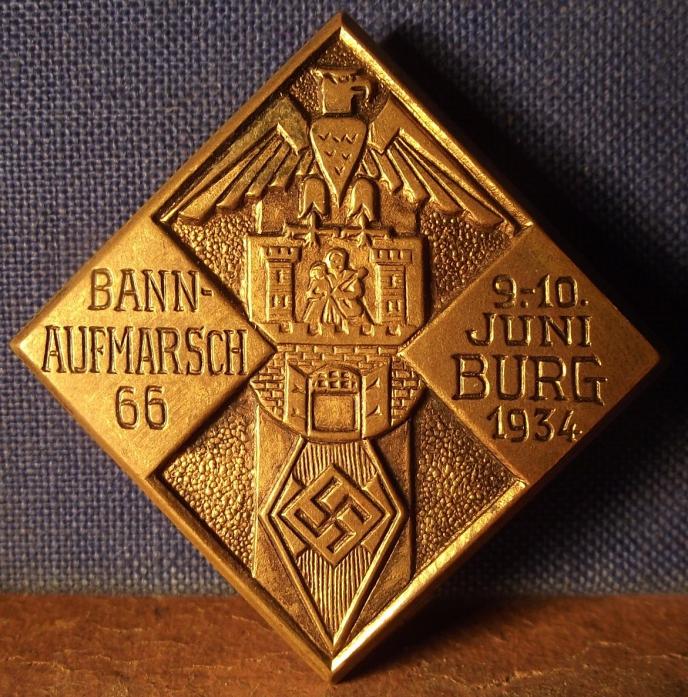 BANN-
AUFMARSCH
66
9.-10.
JUNI
BURG
1934